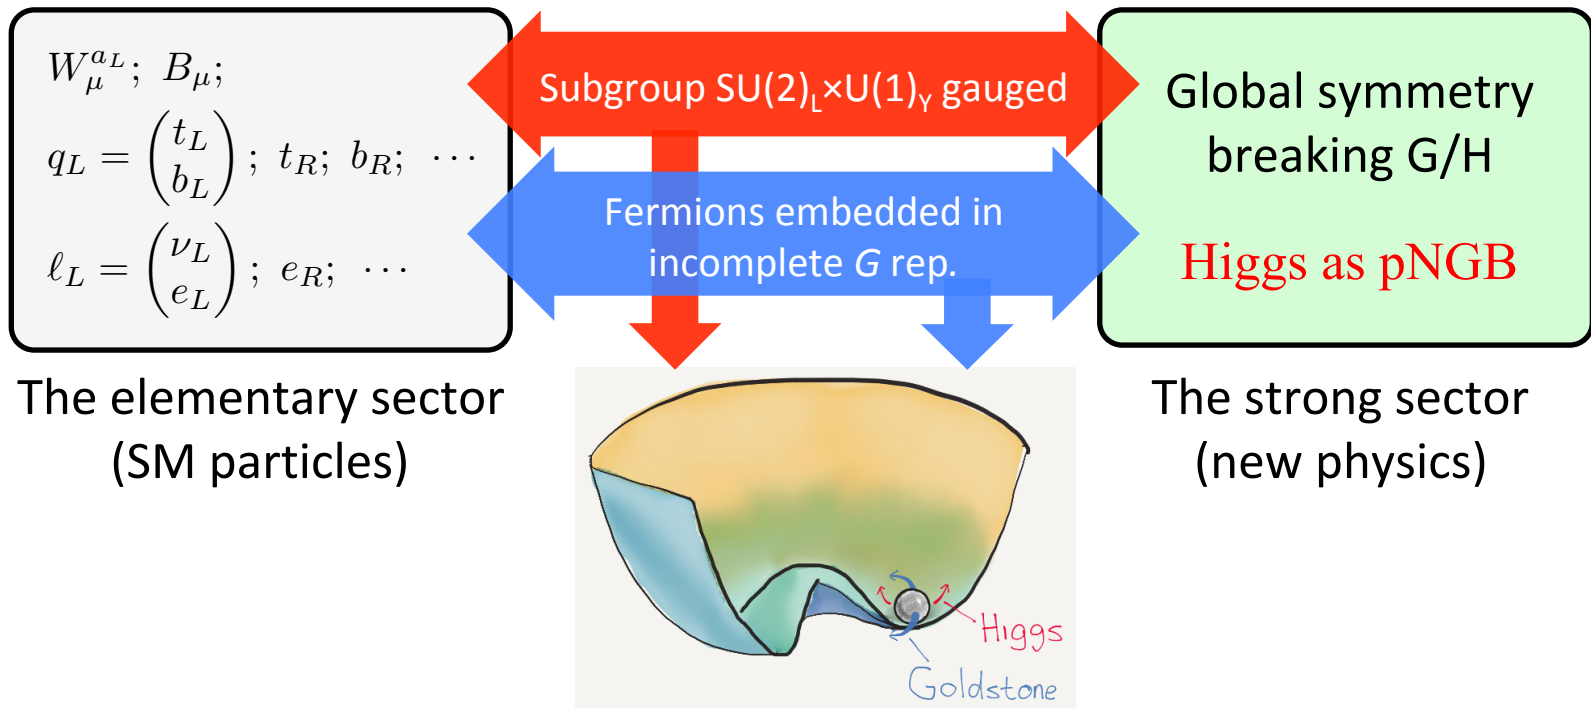 W_μ^{a_L}; B_μ;
q_L = (t_L b_L); t_R; b_R; ⋯
ℓ_L = (ν_L e_L); e_R; ⋯
The elementary sector
(SM particles)
Subgroup SU(2)_L×U(1)_Y gauged
Fermions embedded in
incomplete G rep.
Global symmetry
breaking G/H
Higgs as pNGB
The strong sector
(new physics)
Higgs
Goldstone